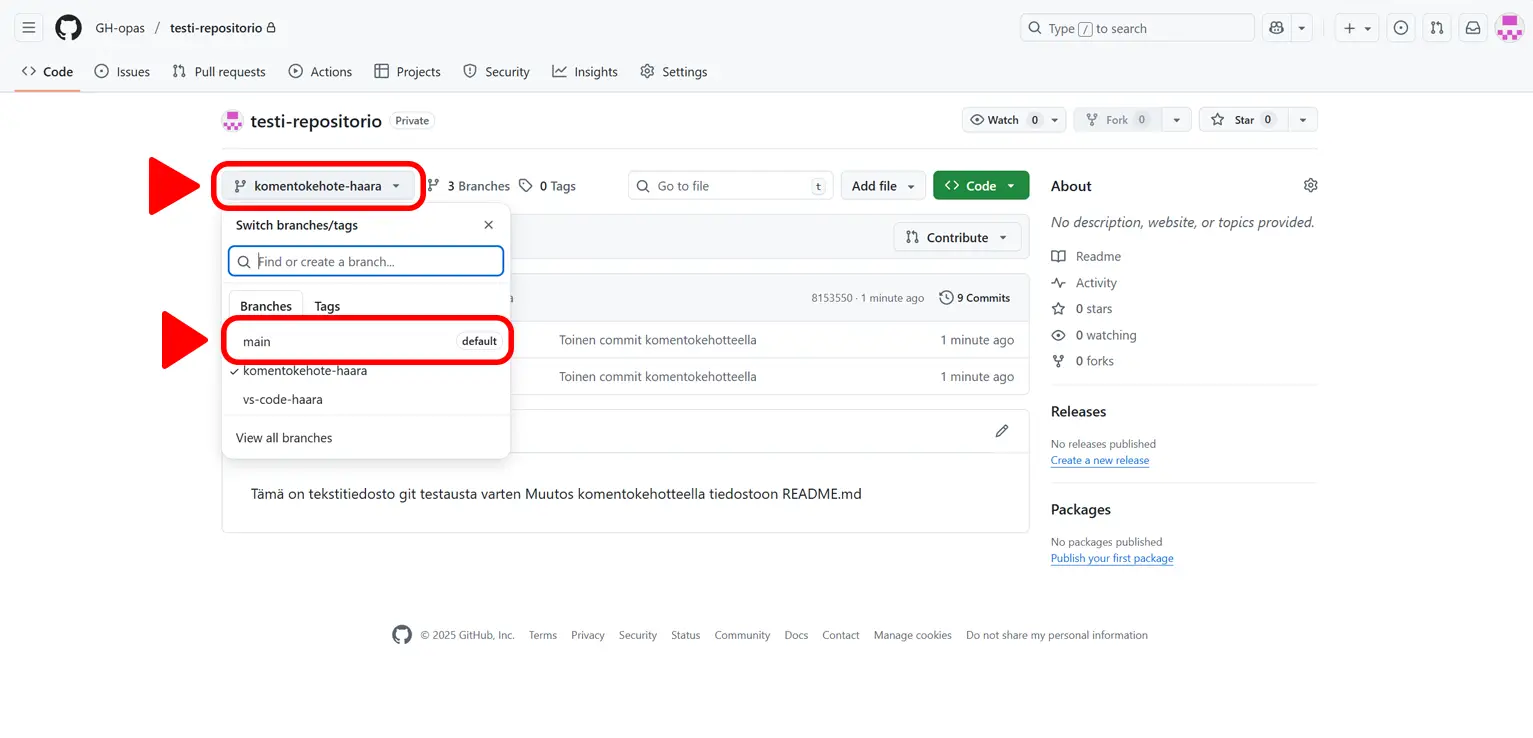 GH-opas / testi-repositorio
Type / to search
Code Issues Pull requests Actions Projects Security Insights Settings
testi-repositorio Private
Watch 0 Fork 0 Star 0
komentokehote-haara 3 Branches 0 Tags
Go to file t Add file Code
Switch branches/tags
Find or create a branch...
Branches Tags
main default
komentokehote-haara
vs-code-haara
View all branches
Contribute
8153550 · 1 minute ago 9 Commits
Toinen commit komentokehotteella 1 minute ago
Toinen commit komentokehotteella 1 minute ago
Tämä on tekstitiedosto git testausta varten Muutos komentokehotteella tiedostoon README.md
About
No description, website, or topics provided.
Readme
Activity
0 stars
0 watching
0 forks
Releases
No releases published
Create a new release
Packages
No packages published
Publish your first package
© 2025 GitHub, Inc. Terms Privacy Security Status Community Docs Contact Manage cookies Do not share my personal information